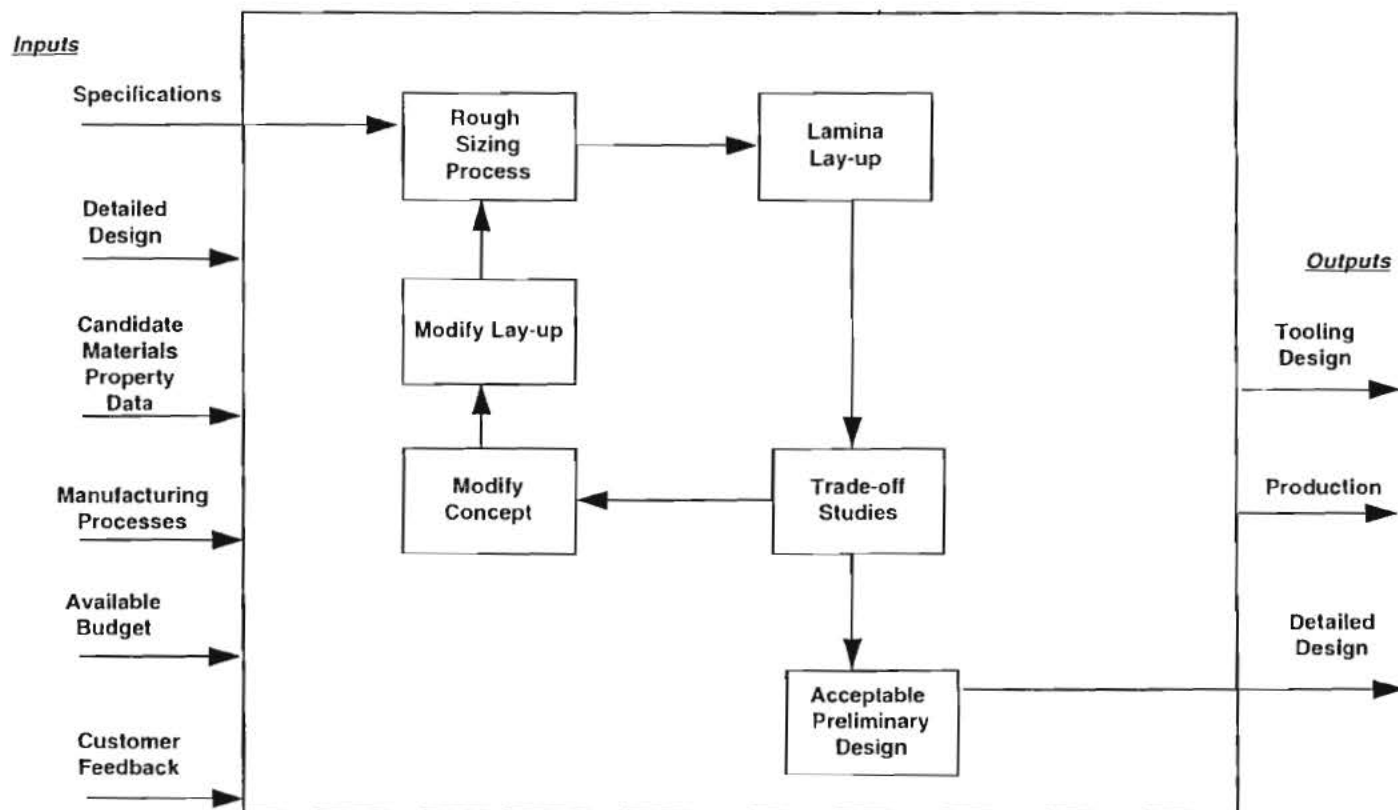 Inputs
Specifications
Detailed
Design
Candidate
Materials
Property
Data
Manufacturing
Processes
Available
Budget
Customer
Feedback
Rough
Sizing
Process
Lamina
Lay-up
Modify Lay-up
Modify
Concept
Trade-off
Studies
Acceptable
Preliminary
Design
Outputs
Tooling
Design
Production
Detailed
Design